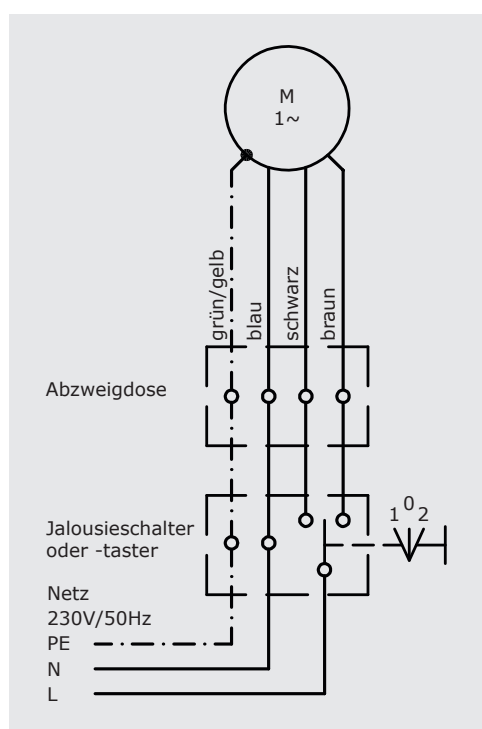 M
1~
grün/gelb
blau
schwarz
braun
Abzweigdose
1 0 2
Jalousieschalter
oder -taster
Netz
230V/50Hz
PE
N
L